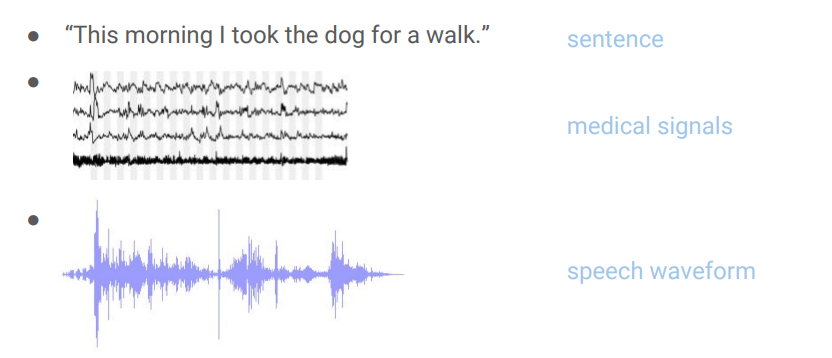 “This morning I took the dog for a walk.” sentence
medical signals
speech waveform